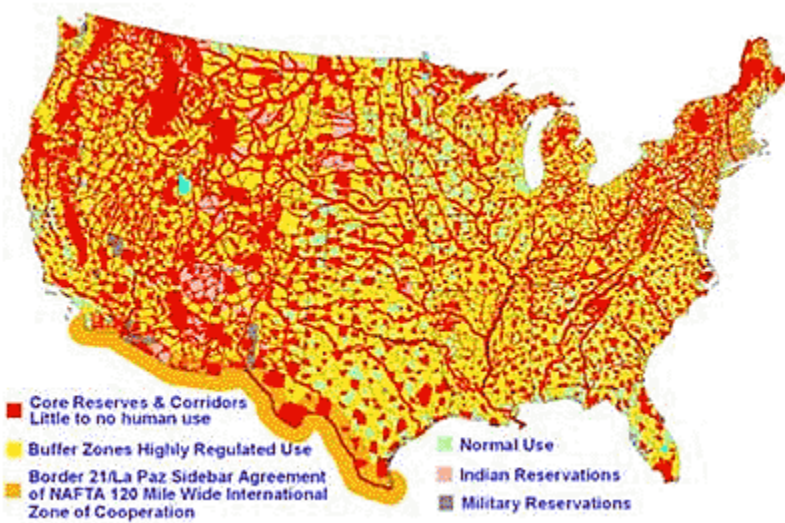 Core Reserves & Corridors
Little to no human use
Buffer Zones Highly Regulated Use
Border 21/La Paz Sidebar Agreement
of NAFTA 120 Mile Wide International
Zone of Cooperation
Normal Use
Indian Reservations
Military Reservations